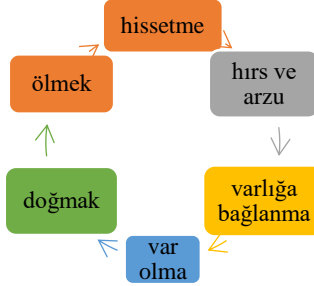 hissetme
hırs ve
arzu
varlığa
bağlanma
var
olma
doğmak
ölmek